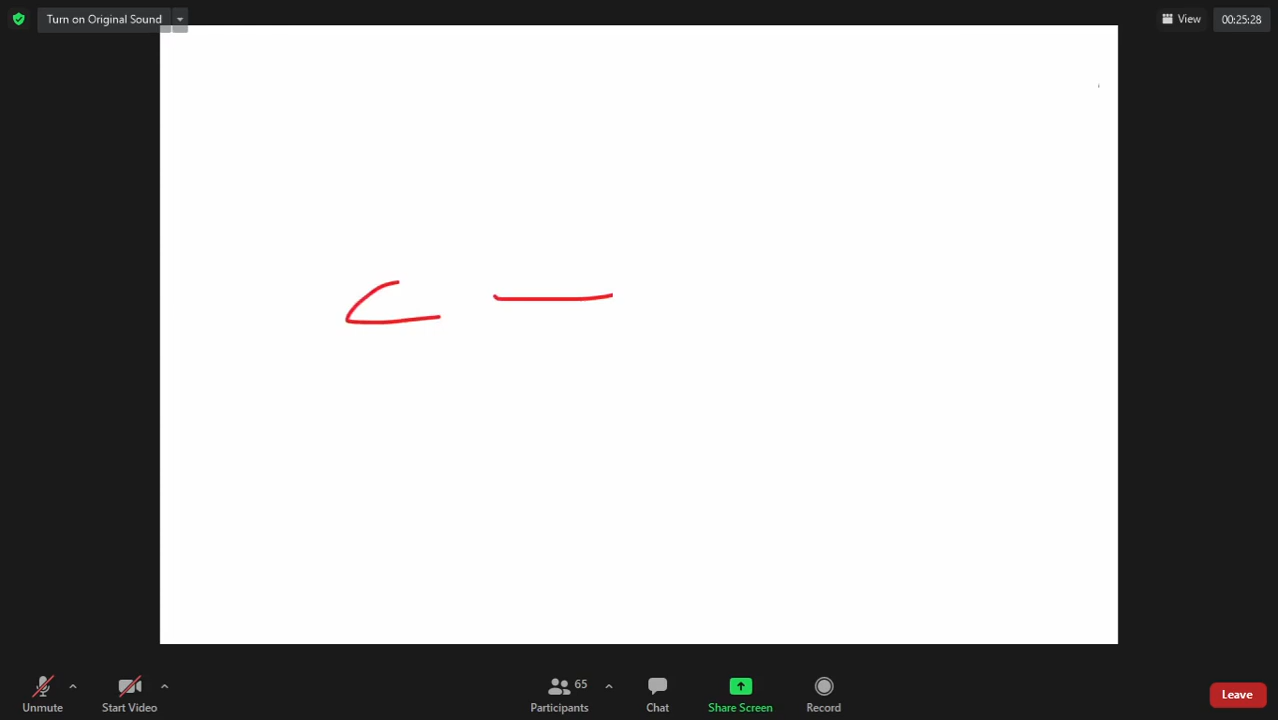 Turn on Original Sound
View
00:25:28
Unmute
Start Video
65
Participants
Chat
Share Screen
Record
Leave